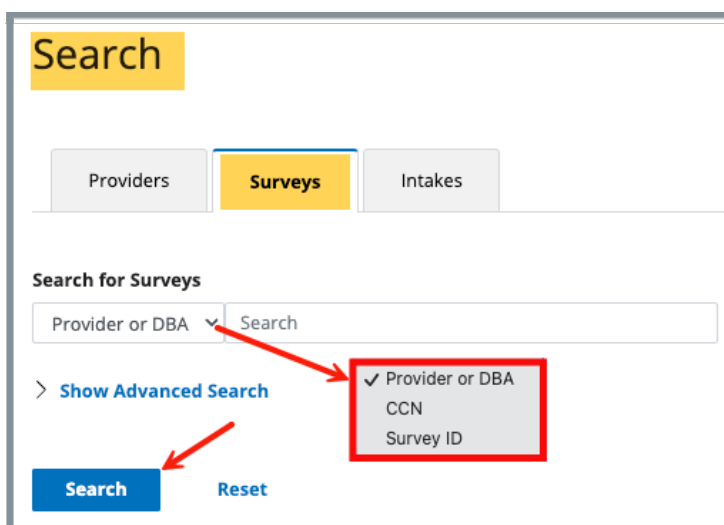 Search
Providers
Surveys
Intakes
Search for Surveys
Provider or DBA
Search
Show Advanced Search
✓ Provider or DBA
CCN
Survey ID
Search
Reset